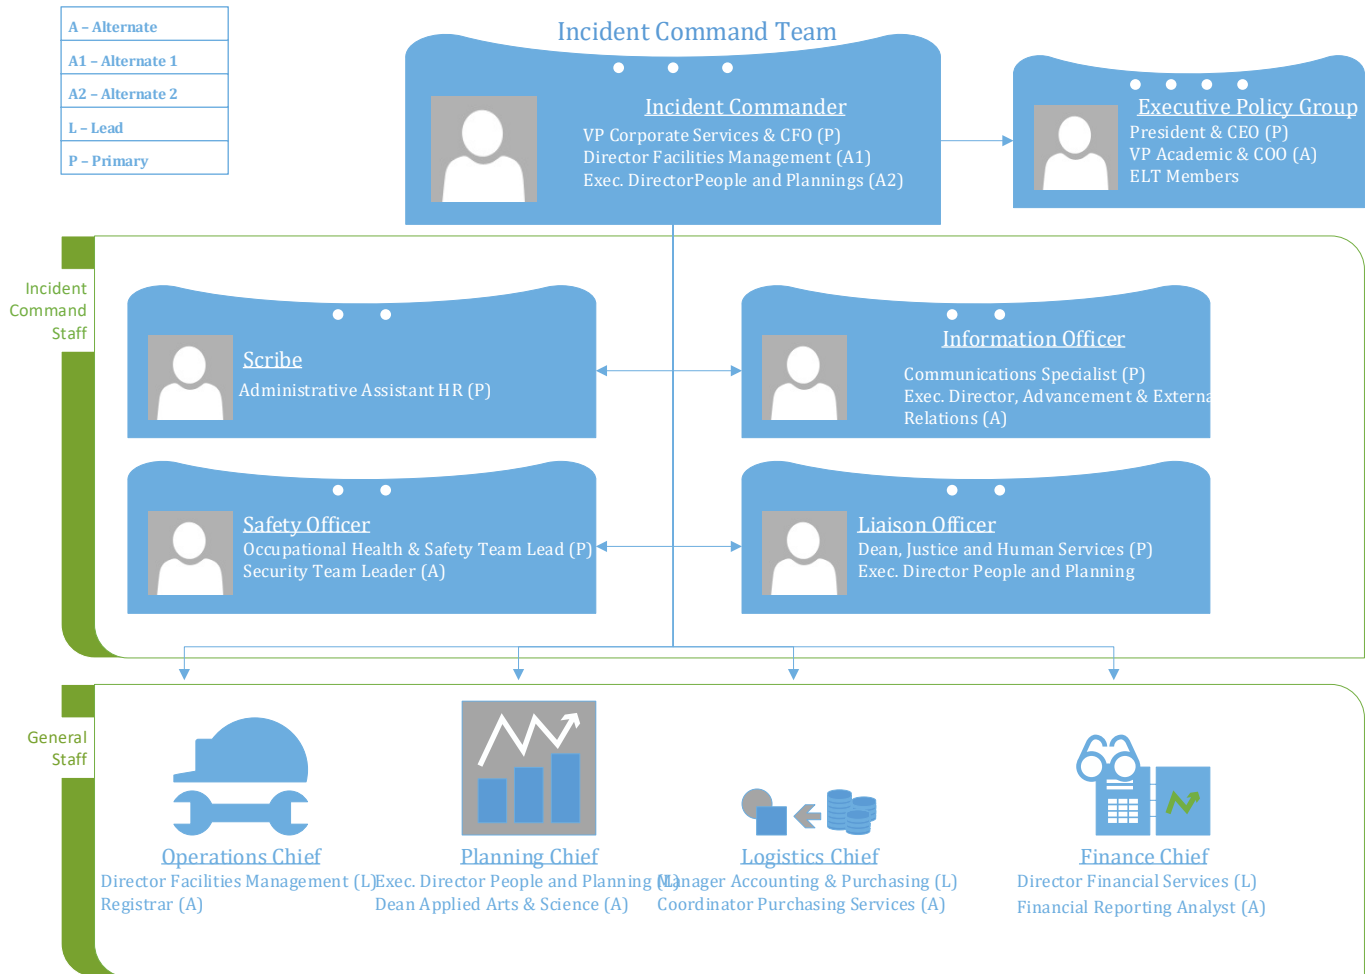 A – Alternate
A1 – Alternate 1
A2 – Alternate 2
L – Lead
P – Primary
Incident Command Team
Incident Commander
VP Corporate Services & CFO (P)
Director Facilities Management (A1)
Exec. DirectorPeople and Plannings (A2)
Executive Policy Group
President & CEO (P)
VP Academic & COO (A)
ELT Members
Incident
Command
Staff
Scribe
Administrative Assistant HR (P)
Information Officer
Communications Specialist (P)
Exec. Director, Advancement & Externa
Relations (A)
Safety Officer
Occupational Health & Safety Team Lead (P)
Security Team Leader (A)
Liaison Officer
Dean, Justice and Human Services (P)
Exec. Director People and Planning
General
Staff
Operations Chief
Director Facilities Management (L)
Registrar (A)
Planning Chief
Exec. Director People and Planning (L)
Dean Applied Arts & Science (A)
Logistics Chief
Manager Accounting & Purchasing (L)
Coordinator Purchasing Services (A)
Finance Chief
Director Financial Services (L)
Financial Reporting Analyst (A)